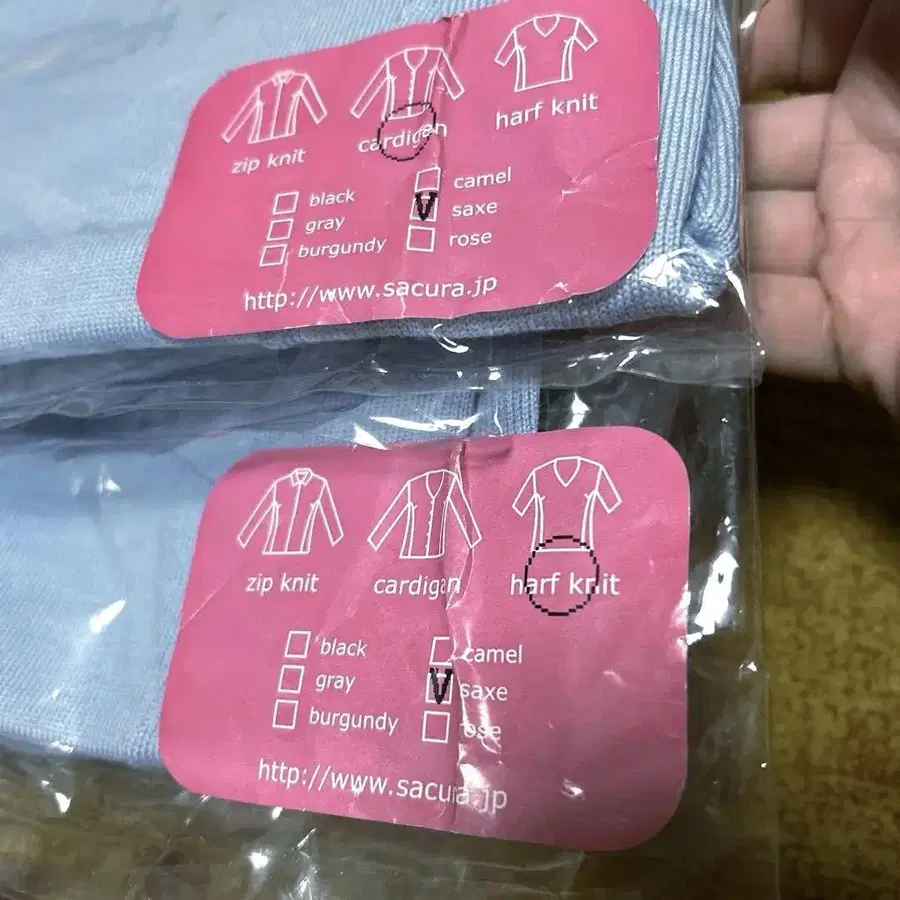 zip knit
cardigan
harf knit
black
gray
burgundy
camel
V saxe
rose
http://www.sacura.jp
zip knit
cardigan
harf knit
black
gray
burgundy
camel
V saxe
rose
http://www.sacura.jp